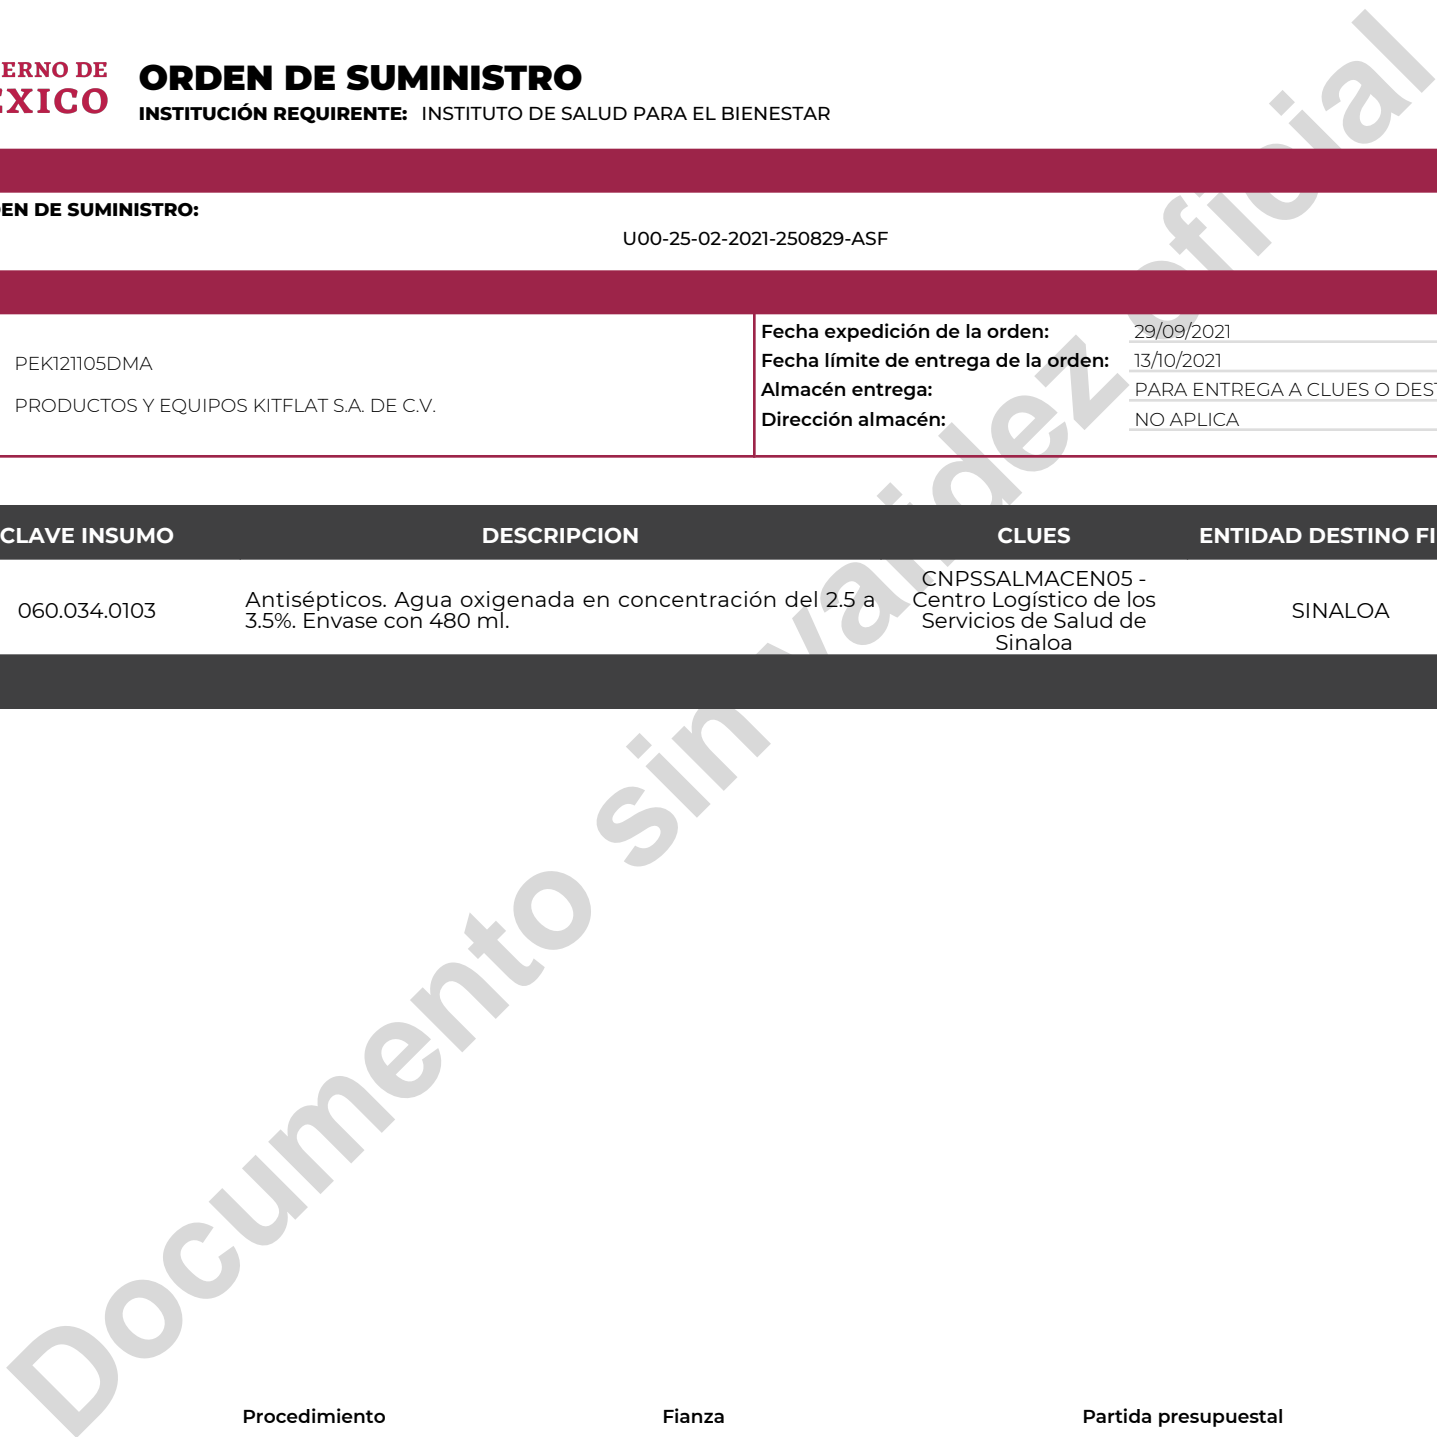 ERNO DE
EXICO
ORDEN DE SUMINISTRO
INSTITUCIÓN REQUIRENTE: INSTITUTO DE SALUD PARA EL BIENESTAR
EN DE SUMINISTRO:
U00-25-02-2021-250829-ASF
PEK121105DMA
PRODUCTOS Y EQUIPOS KITFLAT S.A. DE C.V.
Fecha expedición de la orden: 29/09/2021
Fecha límite de entrega de la orden: 13/10/2021
Almacén entrega: PARA ENTREGA A CLUES O DEST
Dirección almacén: NO APLICA
CLAVE INSUMO DESCRIPCION CLUES ENTIDAD DESTINO FI
060.034.0103
Antisépticos. Agua oxigenada en concentración del 2.5 a
3.5%. Envase con 480 ml.
CNPSSALMACEN05 -
Centro Logístico de los
Servicios de Salud de
Sinaloa
SINALOA
Documento sin validez oficial
Procedimiento Fianza Partida presupuestal